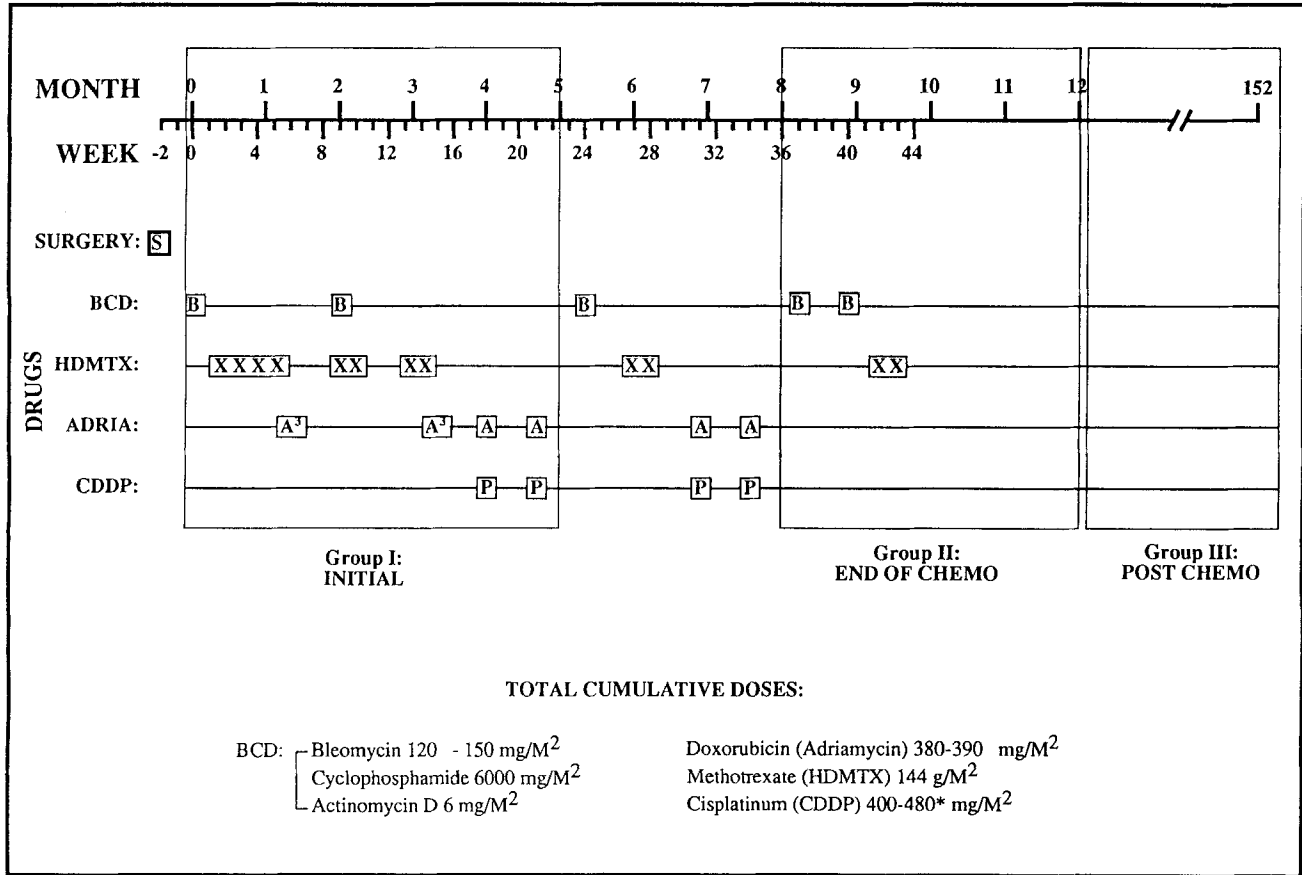 MONTH 0 1 2 3 4 5 6 7 8 9 10 11 12 152
WEEK -2 0 4 8 12 16 20 24 28 32 36 40 44
SURGERY: S
DRUGS
BCD: B B B B B
HDMTX: X X X X XX XX XX XX
ADRIA: A³ A³ A A A A
CDDP: P P P P
Group I:
INITIAL
Group II:
END OF CHEMO
Group III:
POST CHEMO
TOTAL CUMULATIVE DOSES:
BCD: Bleomycin 120 - 150 mg/M²
Cyclophosphamide 6000 mg/M²
Actinomycin D 6 mg/M²
Doxorubicin (Adriamycin) 380-390 mg/M²
Methotrexate (HDMTX) 144 g/M²
Cisplatinum (CDDP) 400-480* mg/M²